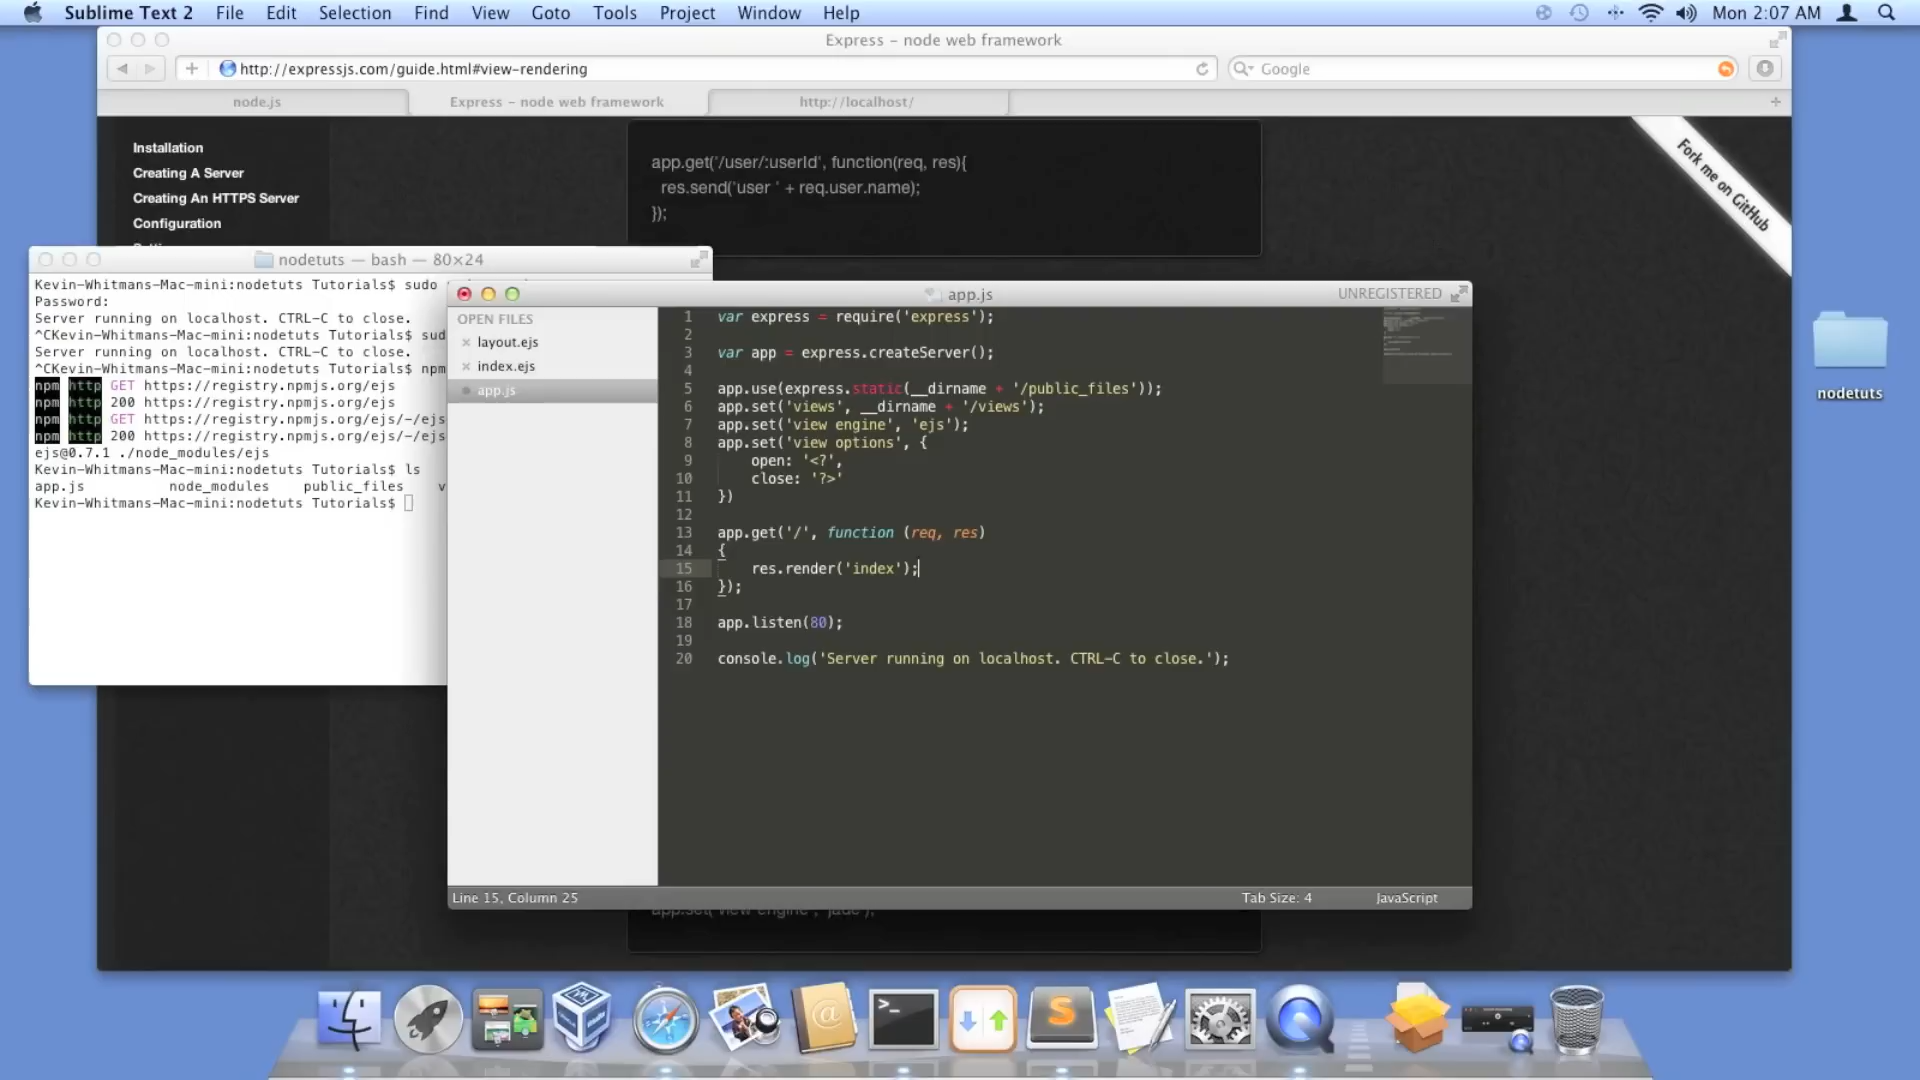 Sublime Text 2 File Edit Selection Find View Goto Tools Project Window Help Mon 2:07 AM
Express – node web framework
http://expressjs.com/guide.html#view-rendering
Google
node.js
Express – node web framework
http://localhost/
Installation
Creating A Server
Creating An HTTPS Server
Configuration
app.get('/user/:userId', function(req, res){
res.send('user ' + req.user.name);
});
Fork me on GitHub
nodetuts
nodetuts — bash — 80×24
Kevin-Whitmans-Mac-mini:nodetuts Tutorials$ sudo
Password:
Server running on localhost. CTRL-C to close.
^CKevin-Whitmans-Mac-mini:nodetuts Tutorials$ sud
Server running on localhost. CTRL-C to close.
^CKevin-Whitmans-Mac-mini:nodetuts Tutorials$ npm
npm http GET https://registry.npmjs.org/ejs
npm http 200 https://registry.npmjs.org/ejs
npm http GET https://registry.npmjs.org/ejs/-/ejs
npm http 200 https://registry.npmjs.org/ejs/-/ejs
ejs@0.7.1 ./node_modules/ejs
Kevin-Whitmans-Mac-mini:nodetuts Tutorials$ ls
app.js node_modules public_files v
Kevin-Whitmans-Mac-mini:nodetuts Tutorials$
app.js
UNREGISTERED
OPEN FILES
layout.ejs
index.ejs
app.js
1 var express = require('express');
2
3 var app = express.createServer();
4
5 app.use(express.static(__dirname + '/public_files'));
6 app.set('views', __dirname + '/views');
7 app.set('view engine', 'ejs');
8 app.set('view options', {
9 open: '<?',
10 close: '?>'
11 })
12
13 app.get('/', function (req, res)
14 {
15 res.render('index');
16 });
17
18 app.listen(80);
19
20 console.log('Server running on localhost. CTRL-C to close.');
Line 15, Column 25
Tab Size: 4
JavaScript
app.set('view engine', 'jade');